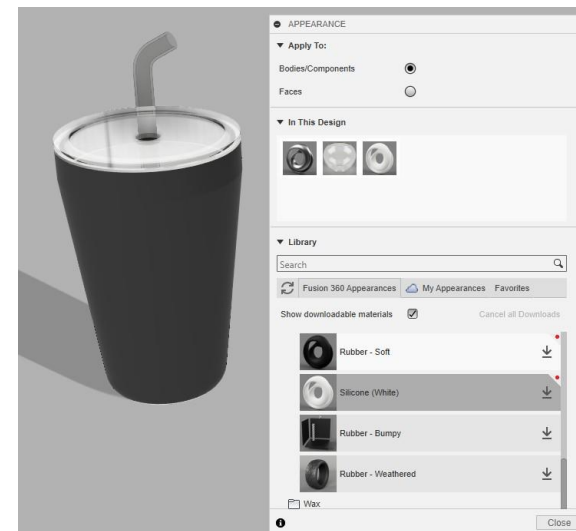 APPEARANCE
Apply To:
Bodies/Components
Faces
In This Design
Library
Search
Fusion 360 Appearances My Appearances Favorites
Show downloadable materials Cancel all Downloads
Rubber - Soft
Silicone (White)
Rubber - Bumpy
Rubber - Weathered
Wax
Close